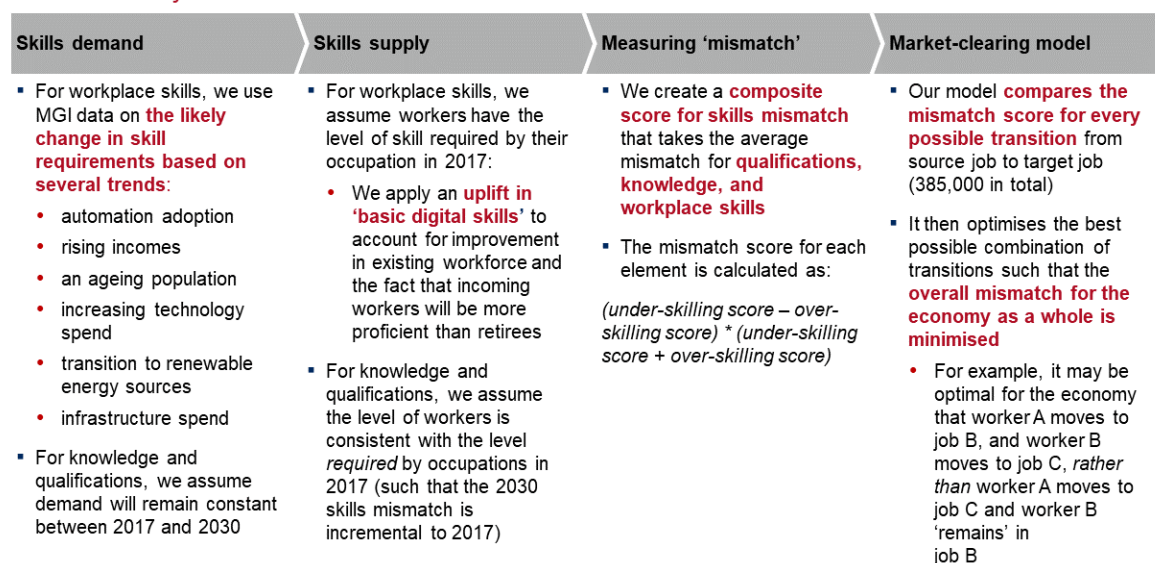 Skills demand
▪ For workplace skills, we use
MGI data on the likely
change in skill
requirements based on
several trends:
• automation adoption
• rising incomes
• an ageing population
• increasing technology
spend
• transition to renewable
energy sources
• infrastructure spend
▪ For knowledge and
qualifications, we assume
demand will remain constant
between 2017 and 2030
Skills supply
▪ For workplace skills, we
assume workers have the
level of skill required by their
occupation in 2017:
• We apply an uplift in
‘basic digital skills’ to
account for improvement
in existing workforce and
the fact that incoming
workers will be more
proficient than retirees
▪ For knowledge and
qualifications, we assume
the level of workers is
consistent with the level
required by occupations in
2017 (such that the 2030
skills mismatch is
incremental to 2017)
Measuring ‘mismatch’
▪ We create a composite
score for skills mismatch
that takes the average
mismatch for qualifications,
knowledge, and
workplace skills
▪ The mismatch score for each
element is calculated as:
(under-skilling score – over-
skilling score) * (under-skilling
score + over-skilling score)
Market-clearing model
▪ Our model compares the
mismatch score for every
possible transition from
source job to target job
(385,000 in total)
▪ It then optimises the best
possible combination of
transitions such that the
overall mismatch for the
economy as a whole is
minimised
• For example, it may be
optimal for the economy
that worker A moves to
job B, and worker B
moves to job C, rather
than worker A moves to
job C and worker B
‘remains’ in
job B